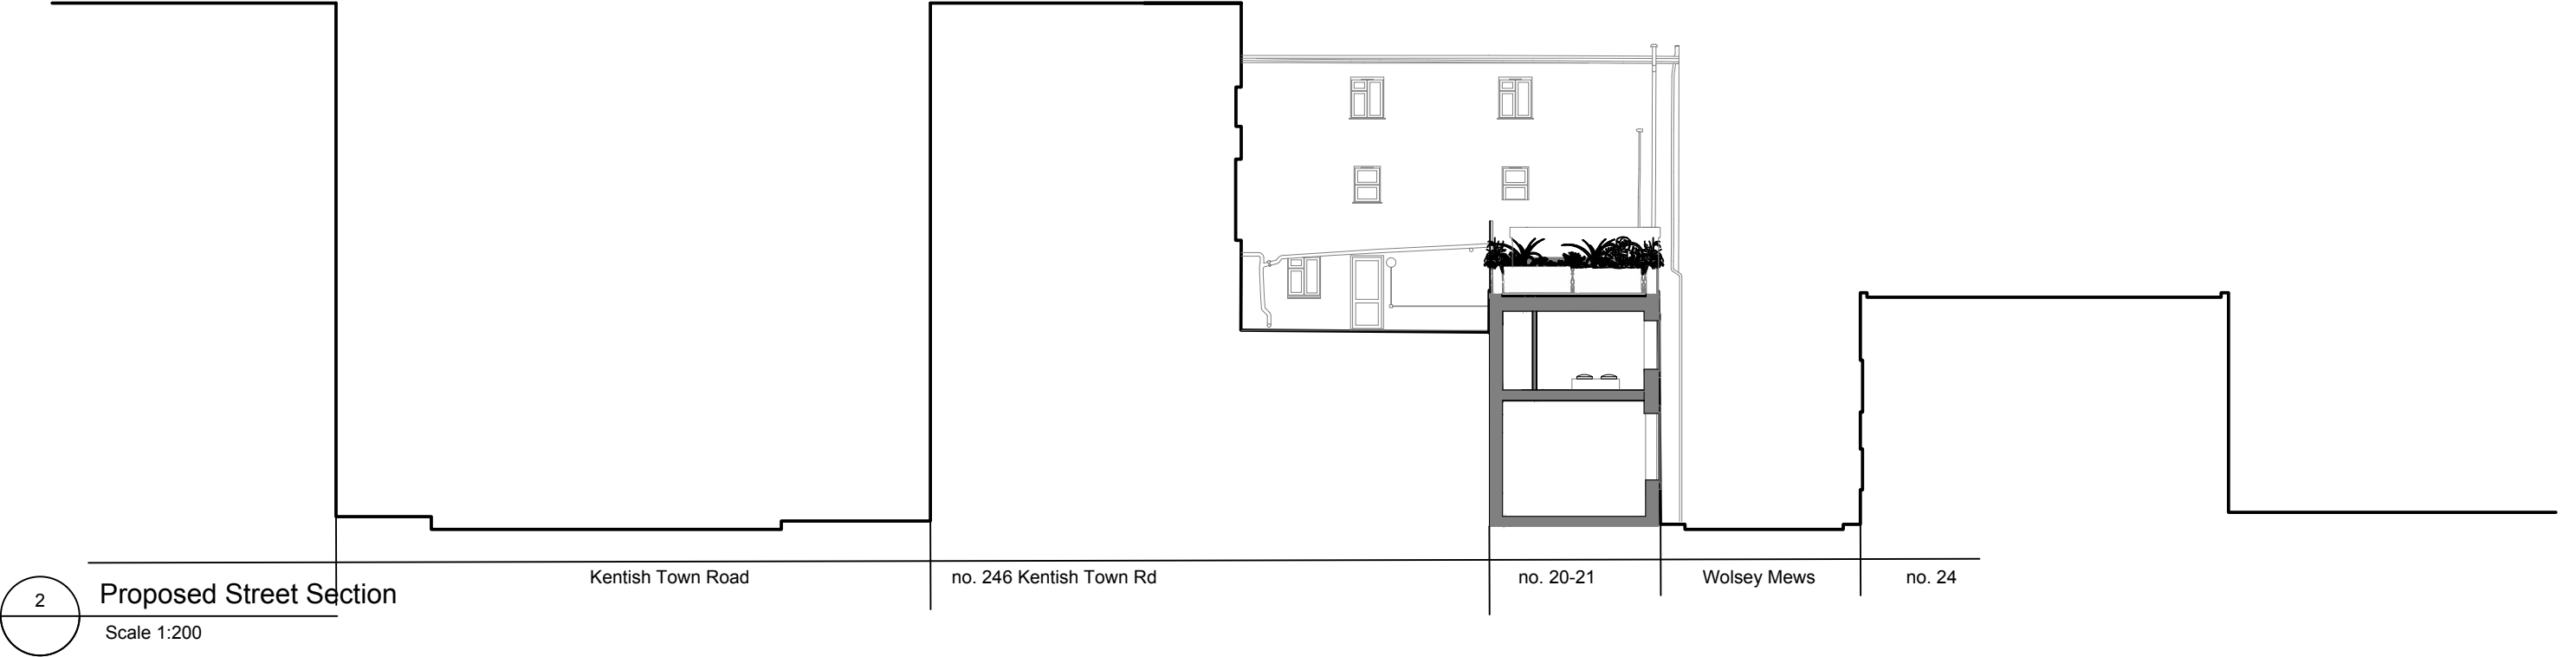 Kentish Town Road
no. 246 Kentish Town Rd
no. 20-21
Wolsey Mews
no. 24
2
Proposed Street Section
Scale 1:200